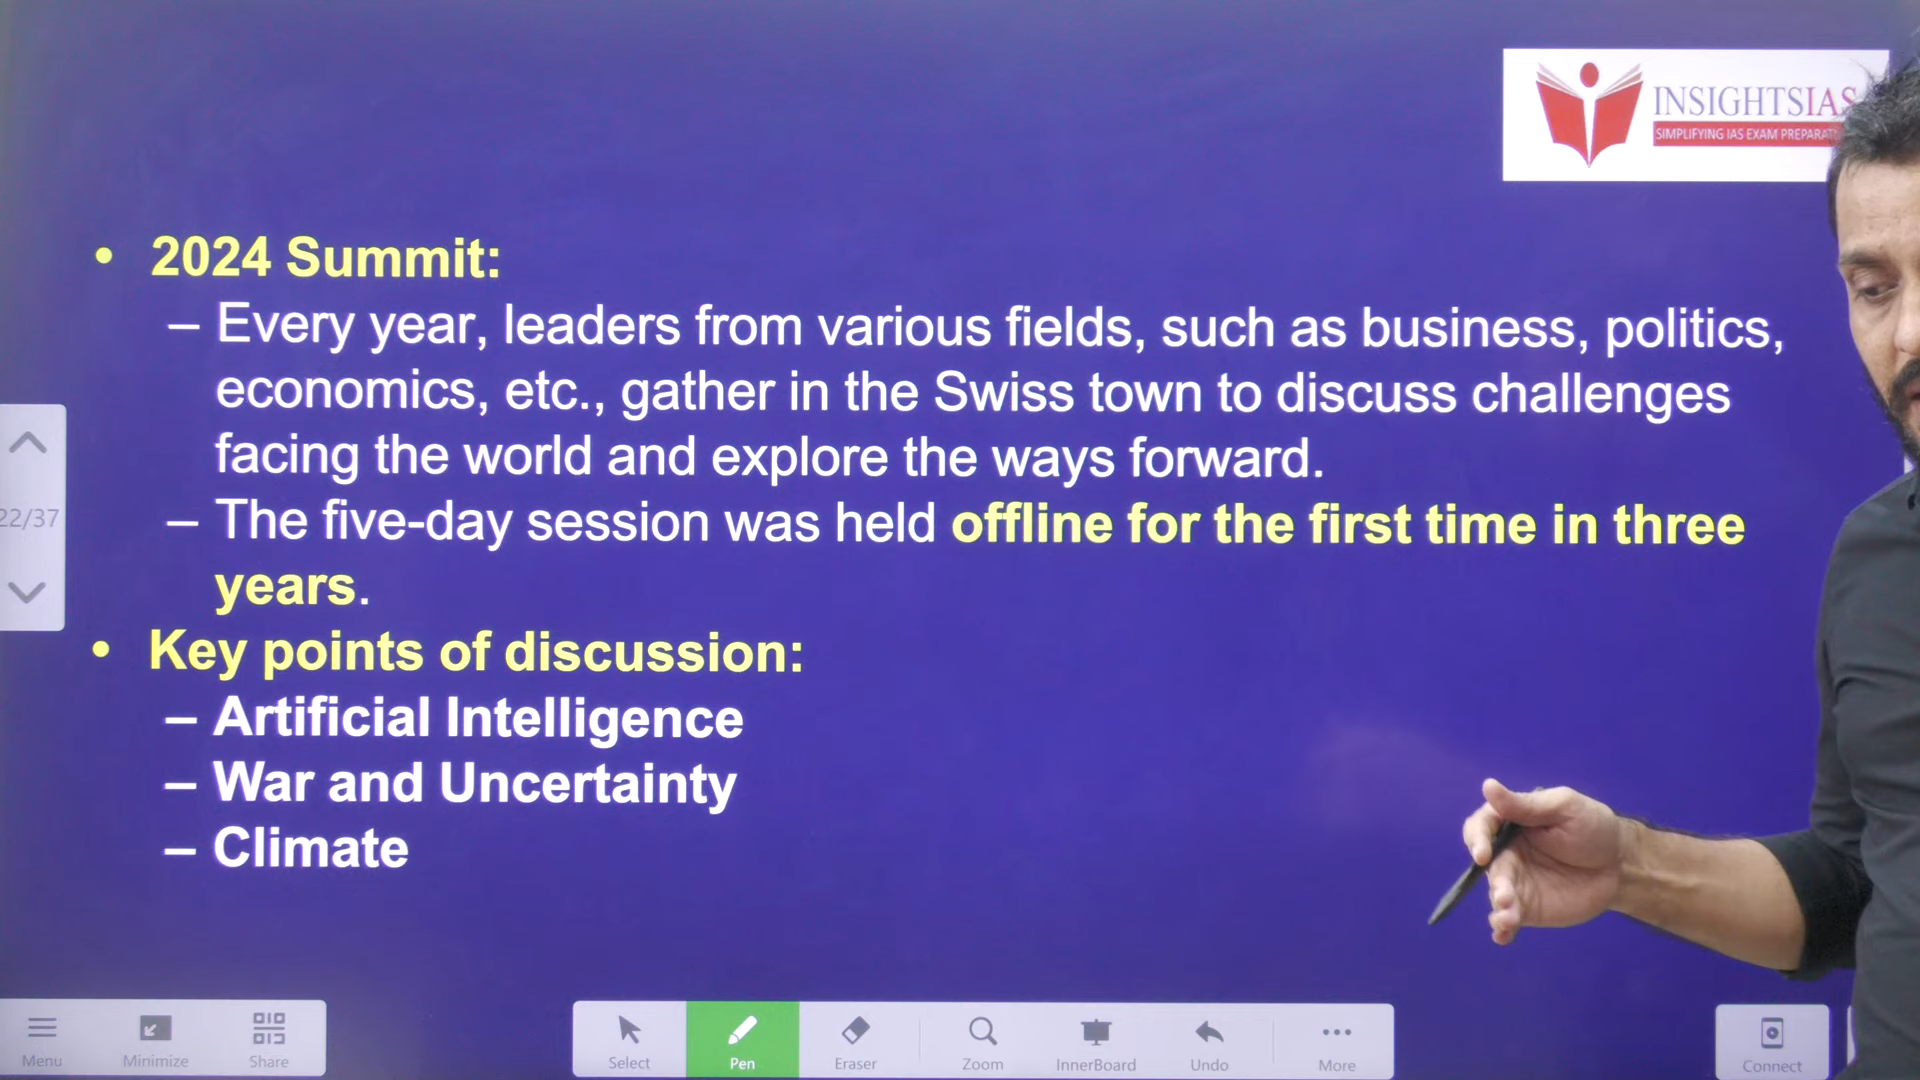 INSIGHTSIAS
SIMPLIFYING IAS EXAM
• 2024 Summit:
– Every year, leaders from various fields, such as business, politics,
economics, etc., gather in the Swiss town to discuss challenges
facing the world and explore the ways forward.
– The five-day session was held offline for the first time in three
years.
• Key points of discussion:
– Artificial Intelligence
– War and Uncertainty
– Climate
22/37
Menu Minimize Share Select Pen Eraser Zoom InnerBoard Undo More Connect